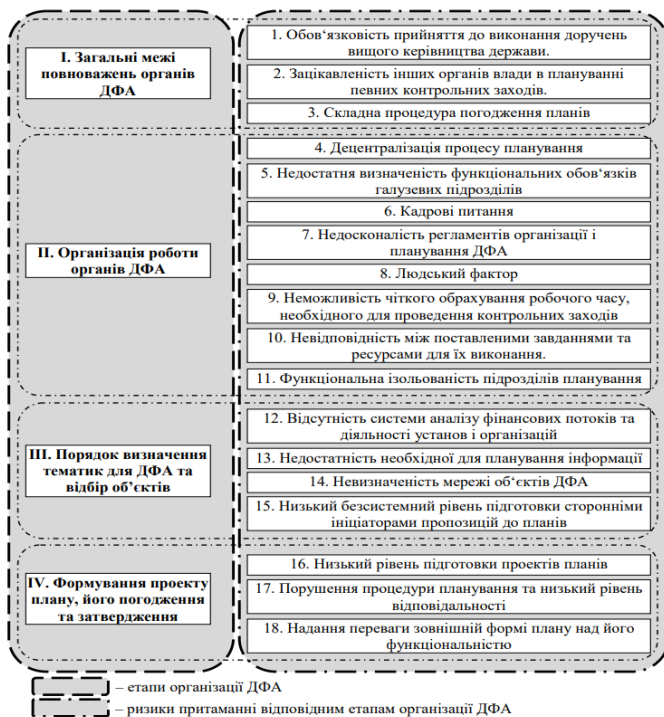 І. Загальні межі
повноважень органів
ДФА
1. Обов‘язковість прийняття до виконання доручень
вищого керівництва держави.
2. Зацікавленість інших органів влади в плануванні
певних контрольних заходів.
3. Складна процедура погодження планів
ІІ. Організація роботи
органів ДФА
4. Децентралізація процесу планування
5. Недостатня визначеність функціональних обов‘язків
галузевих підрозділів
6. Кадрові питання
7. Недосконалість регламентів організації і
планування ДФА
8. Людський фактор
9. Неможливість чіткого обрахування робочого часу,
необхідного для проведення контрольних заходів
10. Невідповідність між поставленими завданнями та
ресурсами для їх виконання.
11. Функціональна ізольованість підрозділів планування
ІІІ. Порядок визначення
тематик для ДФА та
відбір об’єктів
12. Відсутність системи аналізу фінансових потоків та
діяльності установ і організацій
13. Недостатність необхідної для планування інформації
14. Невизначеність мережі об‘єктів ДФА
15. Низький безсистемний рівень підготовки сторонніми
ініціаторами пропозицій до планів
IV. Формування проекту
плану, його погодження
та затвердження
16. Низький рівень підготовки проектів планів
17. Порушення процедури планування та низький рівень
відповідальності
18. Надання переваги зовнішній формі плану над його
функціональністю
– етапи організації ДФА
– ризики притаманні відповідним етапам організації ДФА